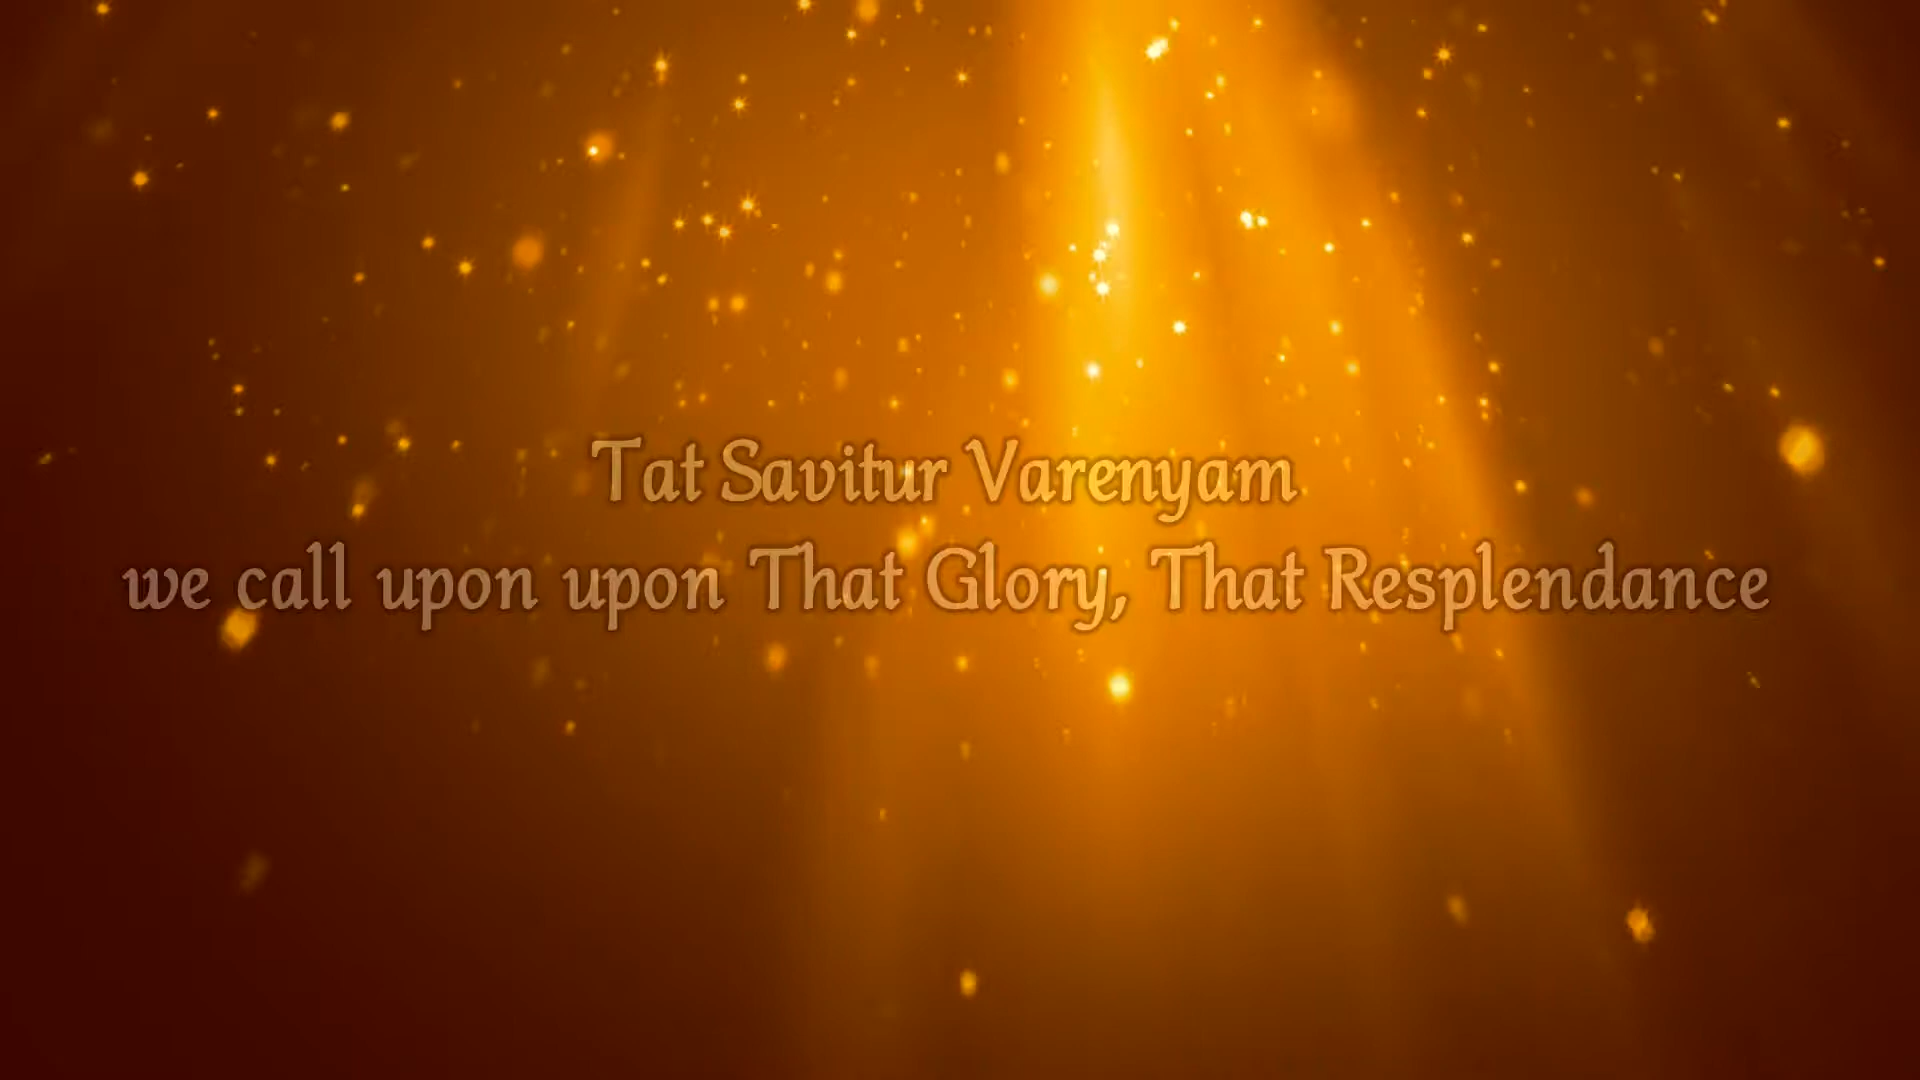 Tat Savitur Varenyam
we call upon upon That Glory, That Resplendance